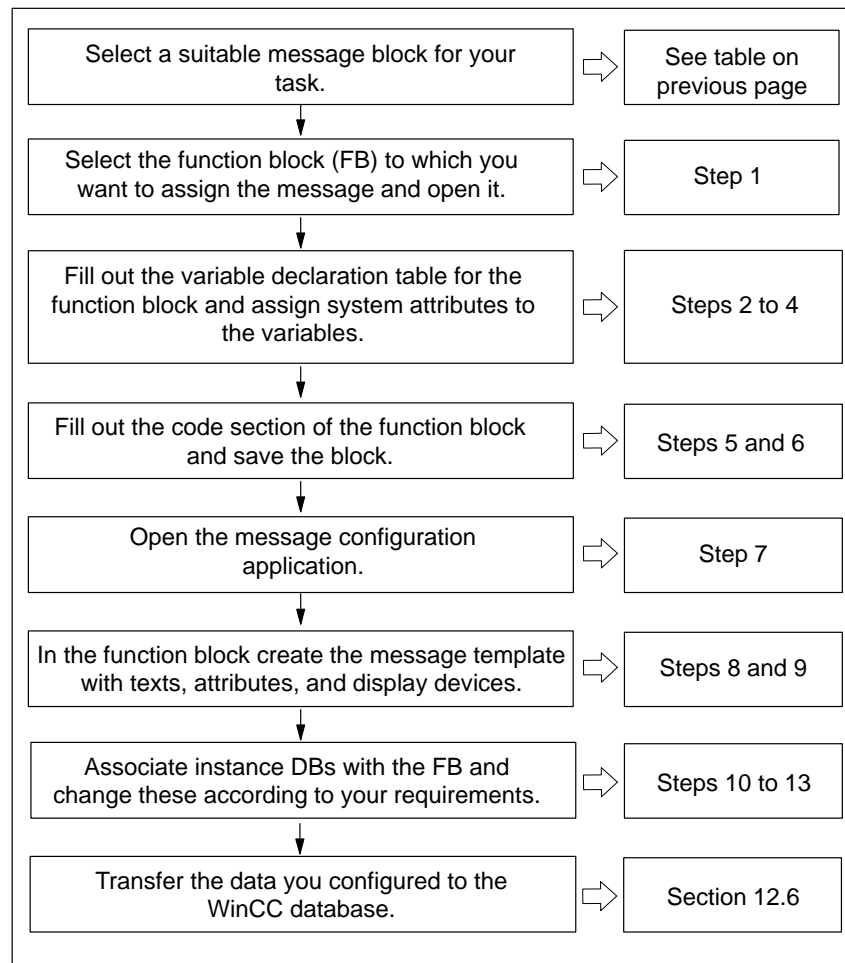 Select a suitable message block for your
task.
See table on
previous page
Select the function block (FB) to which you
want to assign the message and open it.
Step 1
Fill out the variable declaration table for the
function block and assign system attributes to
the variables.
Steps 2 to 4
Fill out the code section of the function block
and save the block.
Steps 5 and 6
Open the message configuration
application.
Step 7
In the function block create the message template
with texts, attributes, and display devices.
Steps 8 and 9
Associate instance DBs with the FB and
change these according to your requirements.
Steps 10 to 13
Transfer the data you configured to the
WinCC database.
Section 12.6